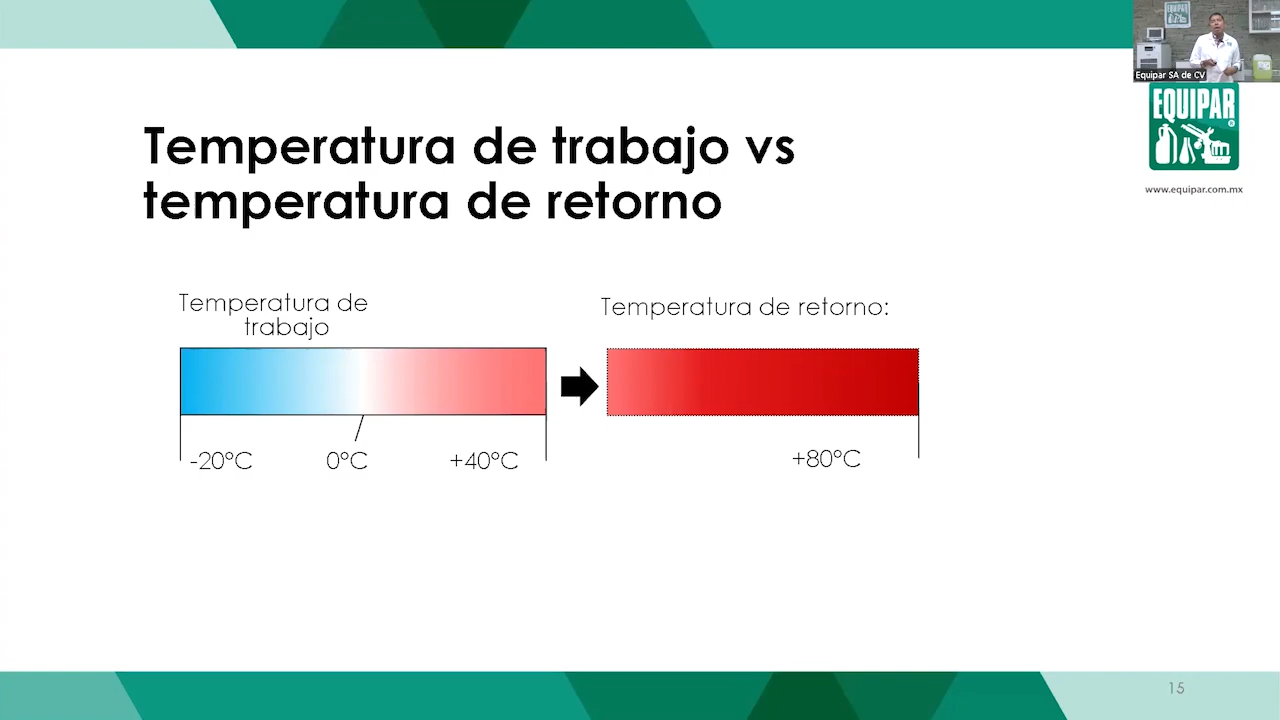 Equipar SA de CV
EQUIPAR
www.equipar.com.mx
Temperatura de trabajo vs
temperatura de retorno
Temperatura de
trabajo
Temperatura de retorno:
-20°C
0°C
+40°C
+80°C
15